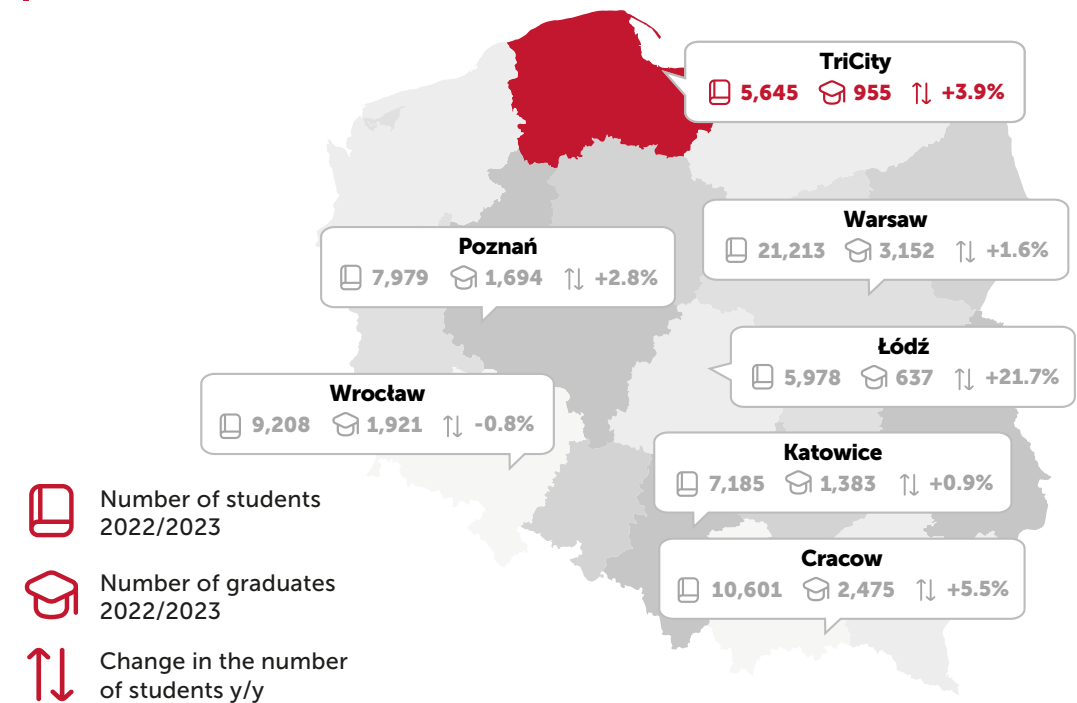 TriCity
5,645 955 +3.9%
Warsaw
21,213 3,152 +1.6%
Poznań
7,979 1,694 +2.8%
Łódź
5,978 637 +21.7%
Wrocław
9,208 1,921 -0.8%
Katowice
7,185 1,383 +0.9%
Cracow
10,601 2,475 +5.5%
Number of students
2022/2023
Number of graduates
2022/2023
Change in the number
of students y/y